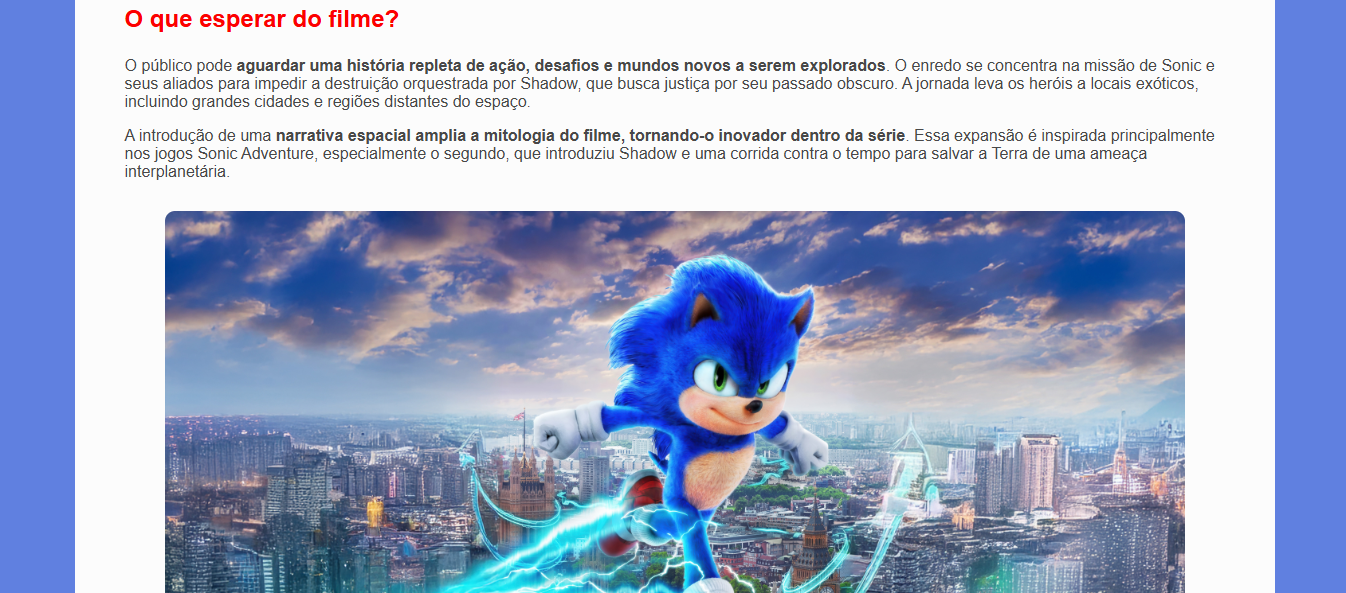 O que esperar do filme?
O público pode aguardar uma história repleta de ação, desafios e mundos novos a serem explorados. O enredo se concentra na missão de Sonic e
seus aliados para impedir a destruição orquestrada por Shadow, que busca justiça por seu passado obscuro. A jornada leva os heróis a locais exóticos,
incluindo grandes cidades e regiões distantes do espaço.
A introdução de uma narrativa espacial amplia a mitologia do filme, tornando-o inovador dentro da série. Essa expansão é inspirada principalmente
nos jogos Sonic Adventure, especialmente o segundo, que introduziu Shadow e uma corrida contra o tempo para salvar a Terra de uma ameaça
interplanetária.